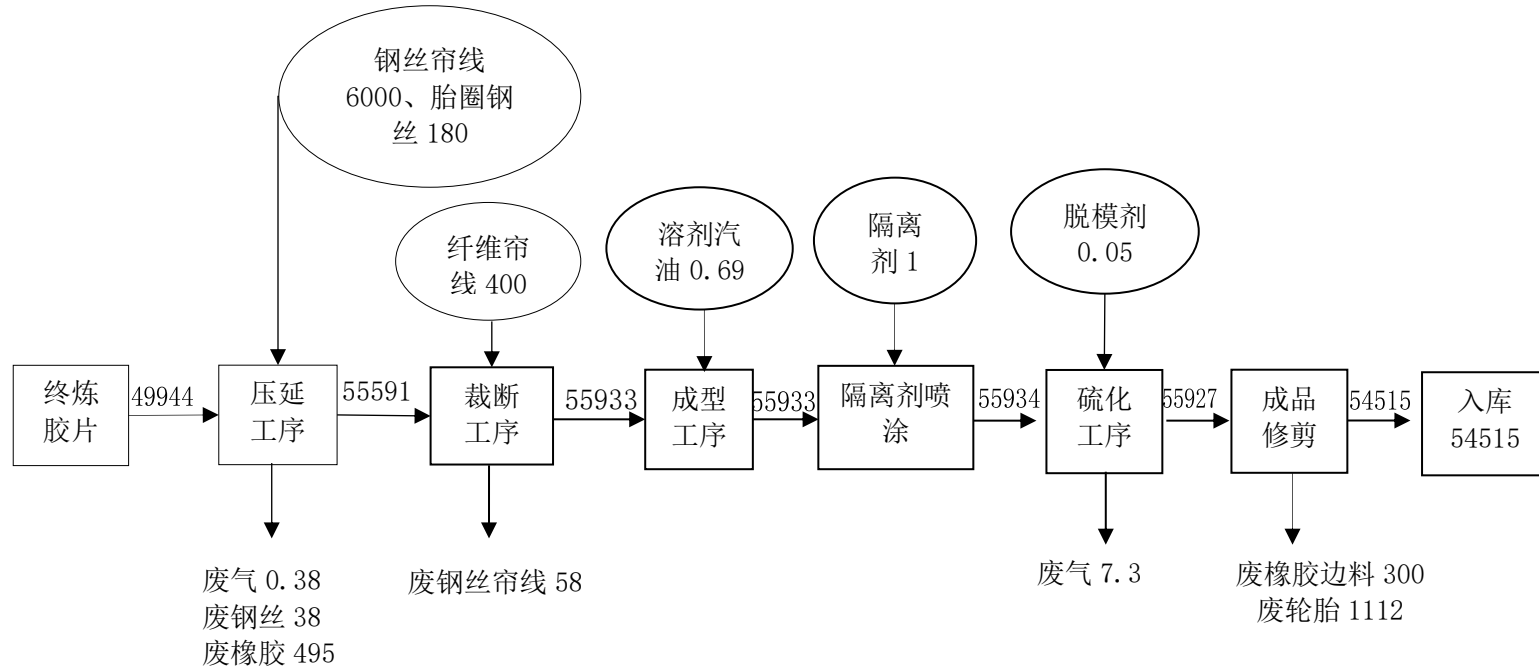 钢丝帘线
6000、胎圈钢
丝 180
纤维帘
线 400
溶剂汽
油 0.69
隔离
剂 1
脱模剂
0.05
终炼
胶片
49944
压延
工序
55591
裁断
工序
55933
成型
工序
55933
隔离剂喷
涂
55934
硫化
工序
55927
成品
修剪
54515
入库
54515
废气 0.38
废钢丝 38
废橡胶 495
废钢丝帘线 58
废气 7.3
废橡胶边料 300
废轮胎 1112